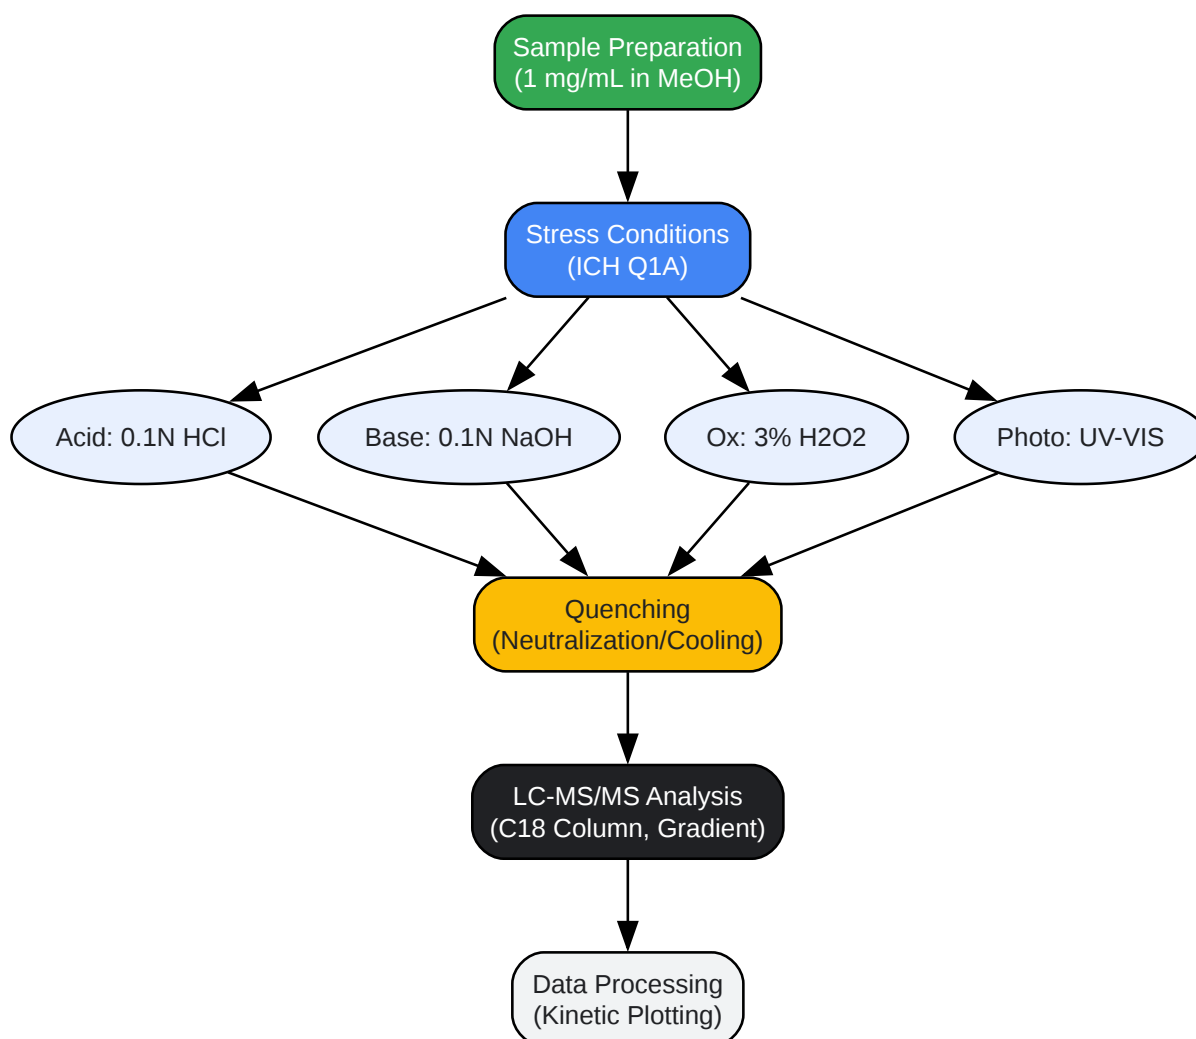 Sample Preparation
(1 mg/mL in MeOH)
Stress Conditions
(ICH Q1A)
Acid: 0.1N HCl
Base: 0.1N NaOH
Ox: 3% H2O2
Photo: UV-VIS
Quenching
(Neutralization/Cooling)
LC-MS/MS Analysis
(C18 Column, Gradient)
Data Processing
(Kinetic Plotting)